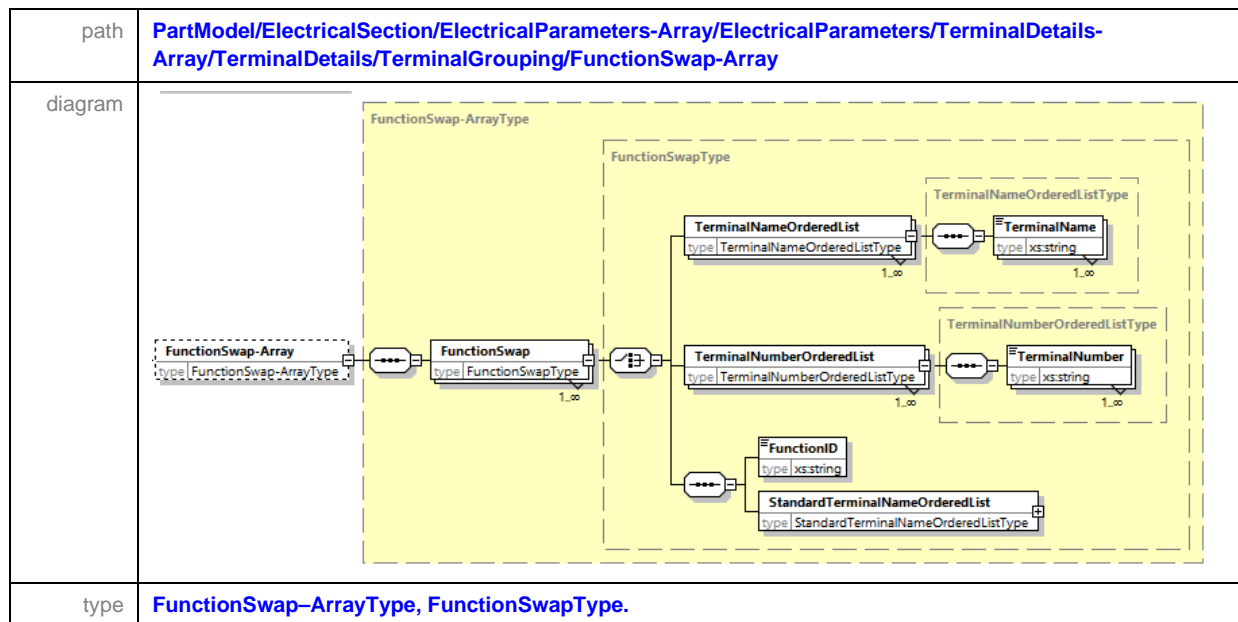 path
PartModel/ElectricalSection/ElectricalParameters-Array/ElectricalParameters/TerminalDetails-
Array/TerminalDetails/TerminalGrouping/FunctionSwap-Array
diagram
FunctionSwap-ArrayType
FunctionSwapType
TerminalNameOrderedListType
TerminalNameOrderedList
type TerminalNameOrderedListType
1..∞
TerminalName
type xs:string
1..∞
TerminalNumberOrderedListType
FunctionSwap-Array
type FunctionSwap-ArrayType
FunctionSwap
type FunctionSwapType
1..∞
TerminalNumberOrderedList
type TerminalNumberOrderedListType
1..∞
TerminalNumber
type xs:string
1..∞
FunctionID
type xs:string
StandardTerminalNameOrderedList
type StandardTerminalNameOrderedListType
type
FunctionSwap–ArrayType, FunctionSwapType.